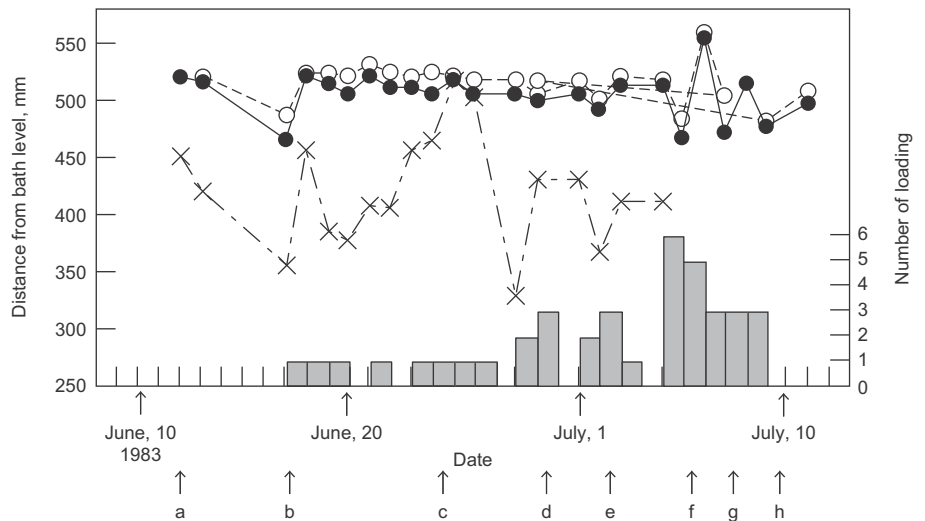 550
500
450
400
350
300
250
Distance from bath level, mm
6
5
4
3
2
1
0
Number of loading
June, 10
1983
June, 20
July, 1
July, 10
Date
a
b
c
d
e
f
g
h